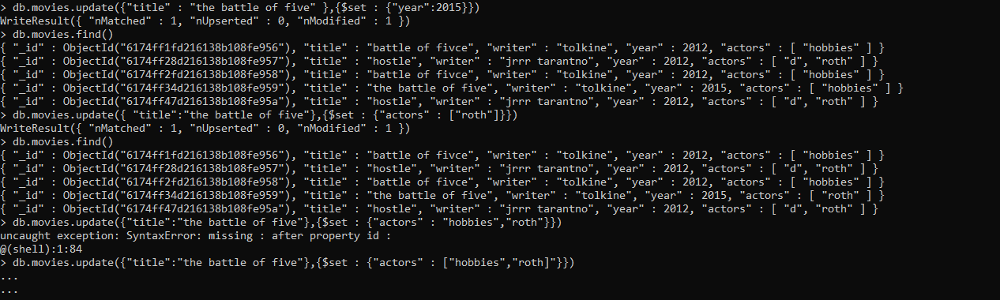 > db.movies.update({"title" : "the battle of five" },{$set : {"year":2015}})
WriteResult({ "nMatched" : 1, "nUpserted" : 0, "nModified" : 1 })
> db.movies.find()
{ "_id" : ObjectId("6174ff1fd216138b108fe956"), "title" : "battle of fivce", "writer" : "tolkine", "year" : 2012, "actors" : [ "hobbies" ] }
{ "_id" : ObjectId("6174ff28d216138b108fe957"), "title" : "hostle", "writer" : "jrrr tarantno", "year" : 2012, "actors" : [ "d", "roth" ] }
{ "_id" : ObjectId("6174ff2fd216138b108fe958"), "title" : "battle of fivce", "writer" : "tolkine", "year" : 2012, "actors" : [ "hobbies" ] }
{ "_id" : ObjectId("6174ff34d216138b108fe959"), "title" : "the battle of five","writer" : "tolkine", "year" : 2015, "actors" : [ "hobbies" ] }
{ "_id" : ObjectId("6174ff47d216138b108fe95a"), "title" : "hostle", "writer" : "jrrr tarantno", "year" : 2012, "actors" : [ "d", "roth" ] }
> db.movies.update({ "title":"the battle of five"},{$set : {"actors" : ["roth"]}})
WriteResult({ "nMatched" : 1, "nUpserted" : 0, "nModified" : 1 })
> db.movies.find()
{ "_id" : ObjectId("6174ff1fd216138b108fe956"), "title" : "battle of fivce", "writer" : "tolkine", "year" : 2012, "actors" : [ "hobbies" ] }
{ "_id" : ObjectId("6174ff28d216138b108fe957"), "title" : "hostle", "writer" : "jrrr tarantno", "year" : 2012, "actors" : [ "d", "roth" ] }
{ "_id" : ObjectId("6174ff2fd216138b108fe958"), "title" : "battle of fivce", "writer" : "tolkine", "year" : 2012, "actors" : [ "hobbies" ] }
{ "_id" : ObjectId("6174ff34d216138b108fe959"), "title" : "the battle of five", "writer" : "tolkine", "year" : 2015, "actors" : [ "roth" ] }
{ "_id" : ObjectId("6174ff47d216138b108fe95a"), "title" : "hostle", "writer" : "jrrr tarantno", "year" : 2012, "actors" : [ "d", "roth" ] }
> db.movies.update({"title":"the battle of five"},{$set : {"actors" : "hobbies","roth"}})
uncaught exception: SyntaxError: missing : after property id :
@(shell):1:84
> db.movies.update({"title":"the battle of five"},{$set : {"actors" : ["hobbies","roth]"}})
...
...